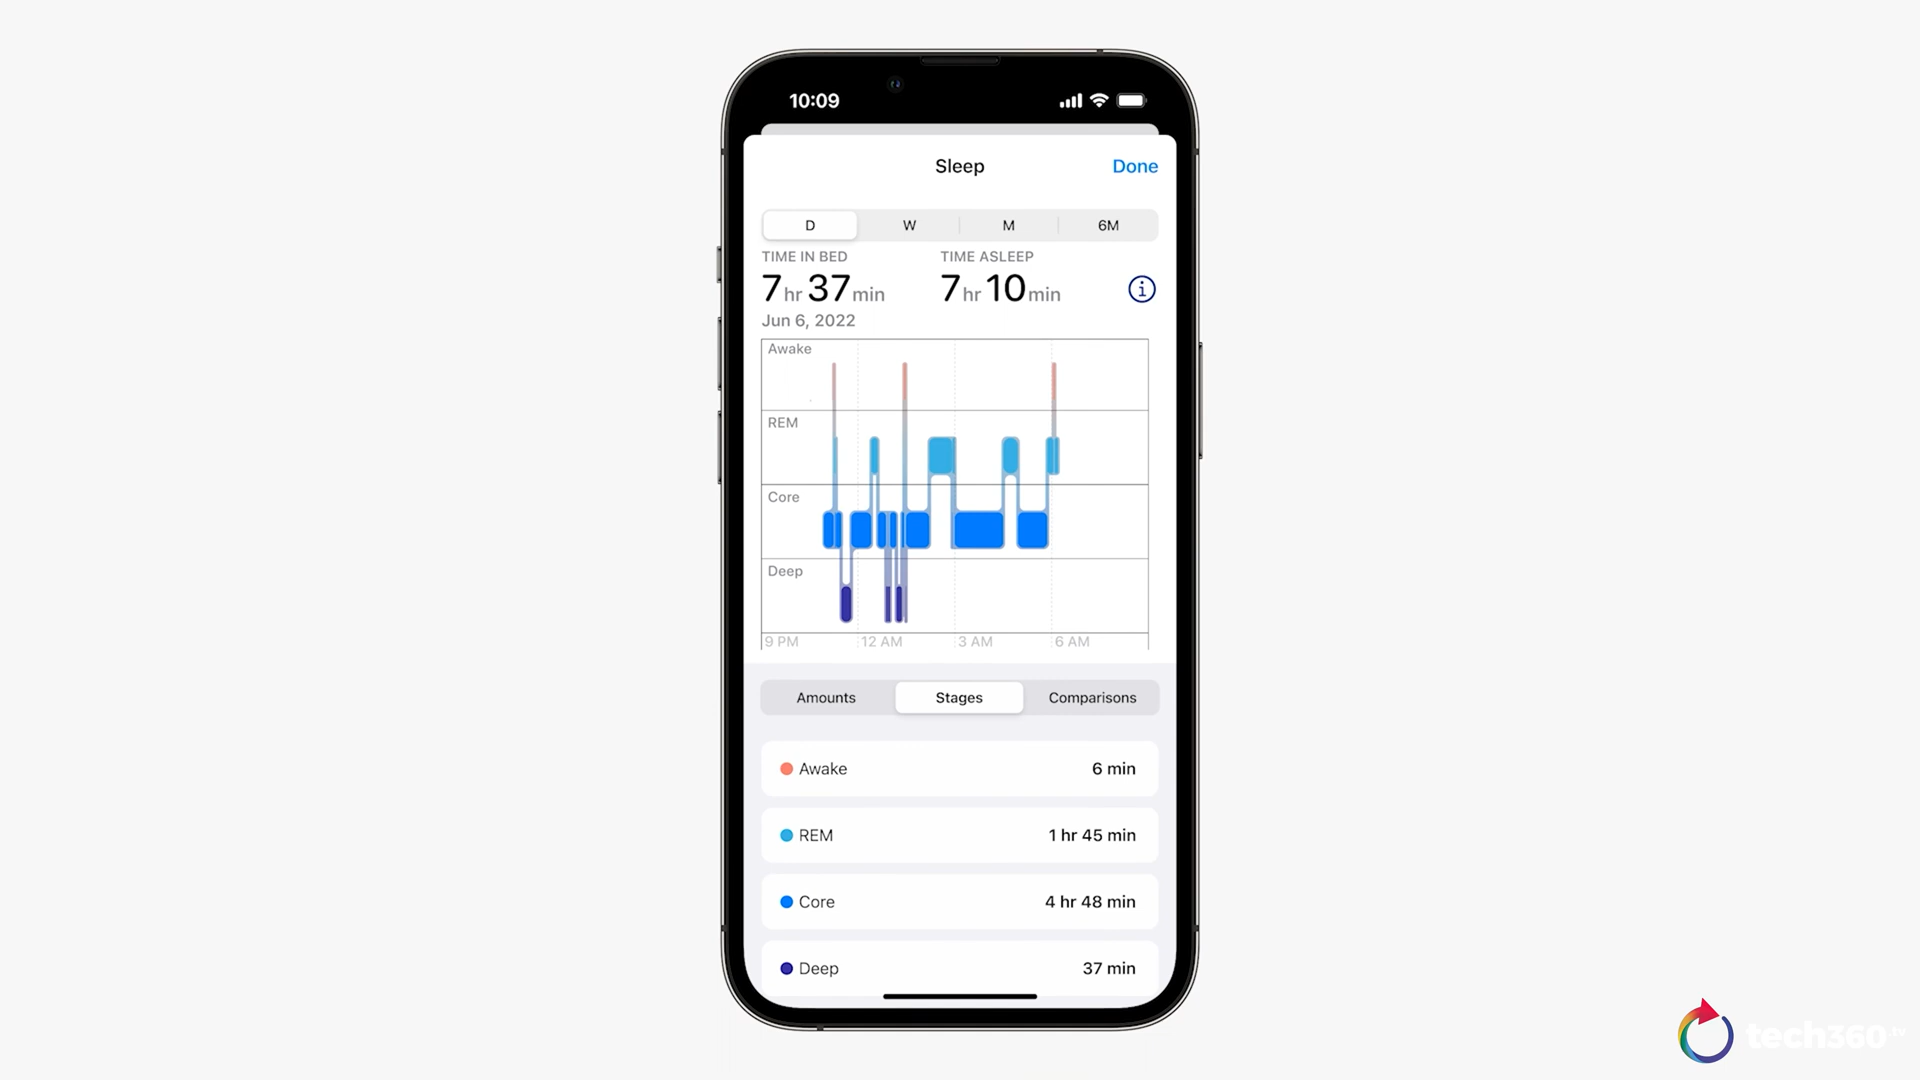 10:09
Sleep
Done
D W M 6M
TIME IN BED TIME ASLEEP
7 hr 37 min 7 hr 10 min
Jun 6, 2022
Awake
REM
Core
Deep
9 PM 12 AM 3 AM 6 AM
Amounts Stages Comparisons
Awake 6 min
REM 1 hr 45 min
Core 4 hr 48 min
Deep 37 min
tech360.tv